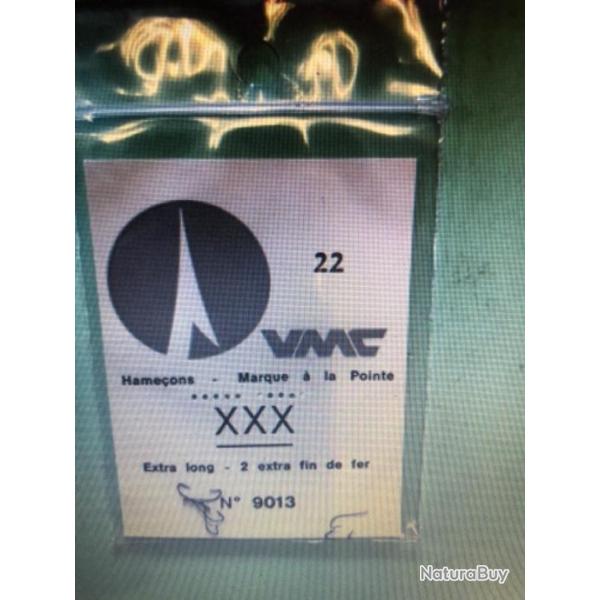 22
VMC
Hameçons - Marque à la Pointe
XXX
Extra long - 2 extra fin de fer
N° 9013
NaturaBuy